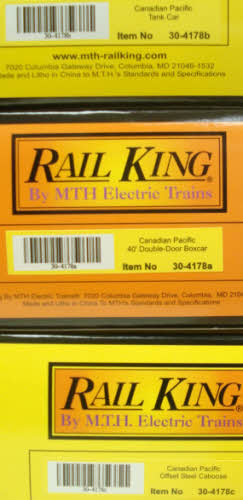 Canadian Pacific
Tank Car
30-4178b
Item No 30-4178b
www.mth-railking.com
7020 Columbia Gateway Drive, Columbia, MD 21046-1532
Made and Litho in China to M.T.H.'s Standards and Specifications
RAIL KING®
By MTH Electric Trains
Canadian Pacific
40' Double-Door Boxcar
30-4178a
Item No 30-4178a
By MTH Electric Trains® 7020 Columbia Gateway Drive, Columbia, MD 210
Made and Litho in China To MTH's Standards and Specifications
RAIL KING®
By M.T.H. Electric Trains
Canadian Pacific
Offset Steel Caboose
30-4178c
Item No 30-4178c